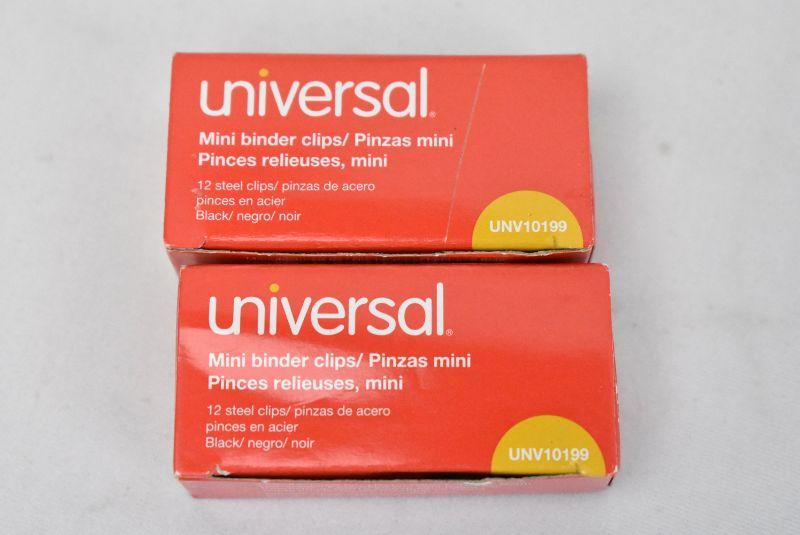 universal®
Mini binder clips/ Pinzas mini
Pinces relieuses, mini
12 steel clips/ pinzas de acero
pinces en acier
Black/ negro/ noir
UNV10199
universal®
Mini binder clips/ Pinzas mini
Pinces relieuses, mini
12 steel clips/ pinzas de acero
pinces en acier
Black/ negro/ noir
UNV10199